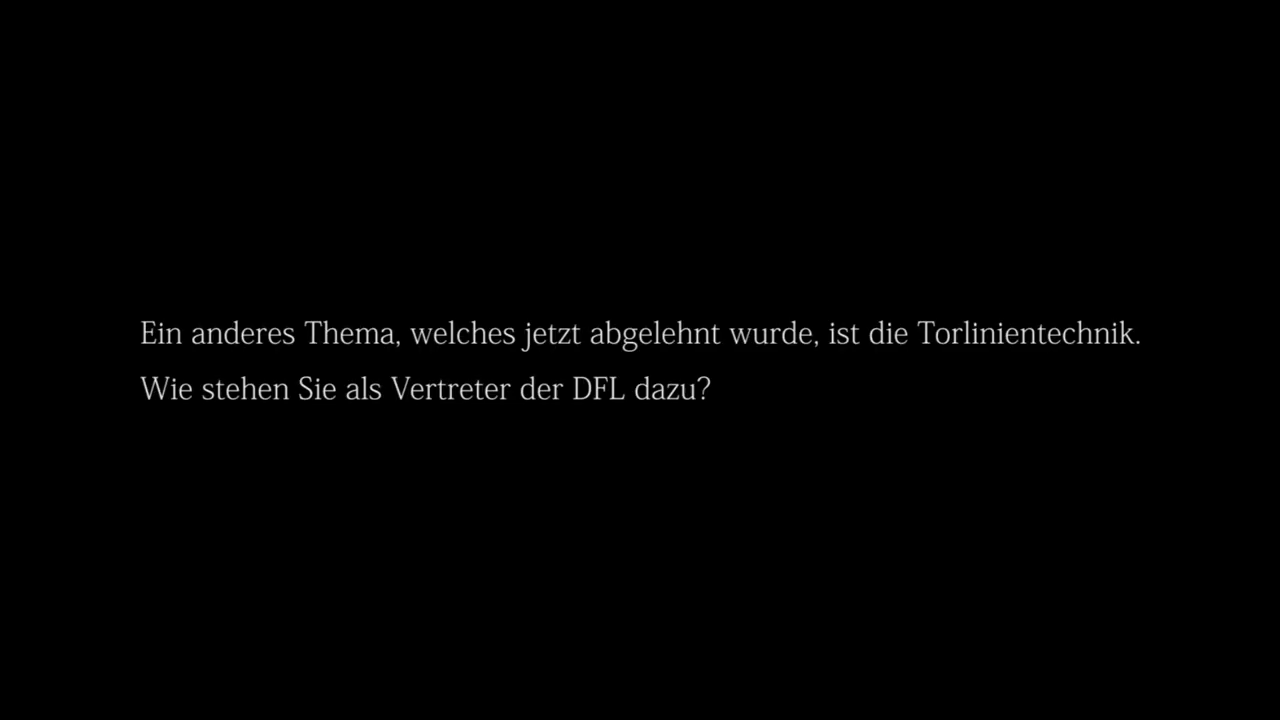 Ein anderes Thema, welches jetzt abgelehnt wurde, ist die Torlinientechnik.
Wie stehen Sie als Vertreter der DFL dazu?